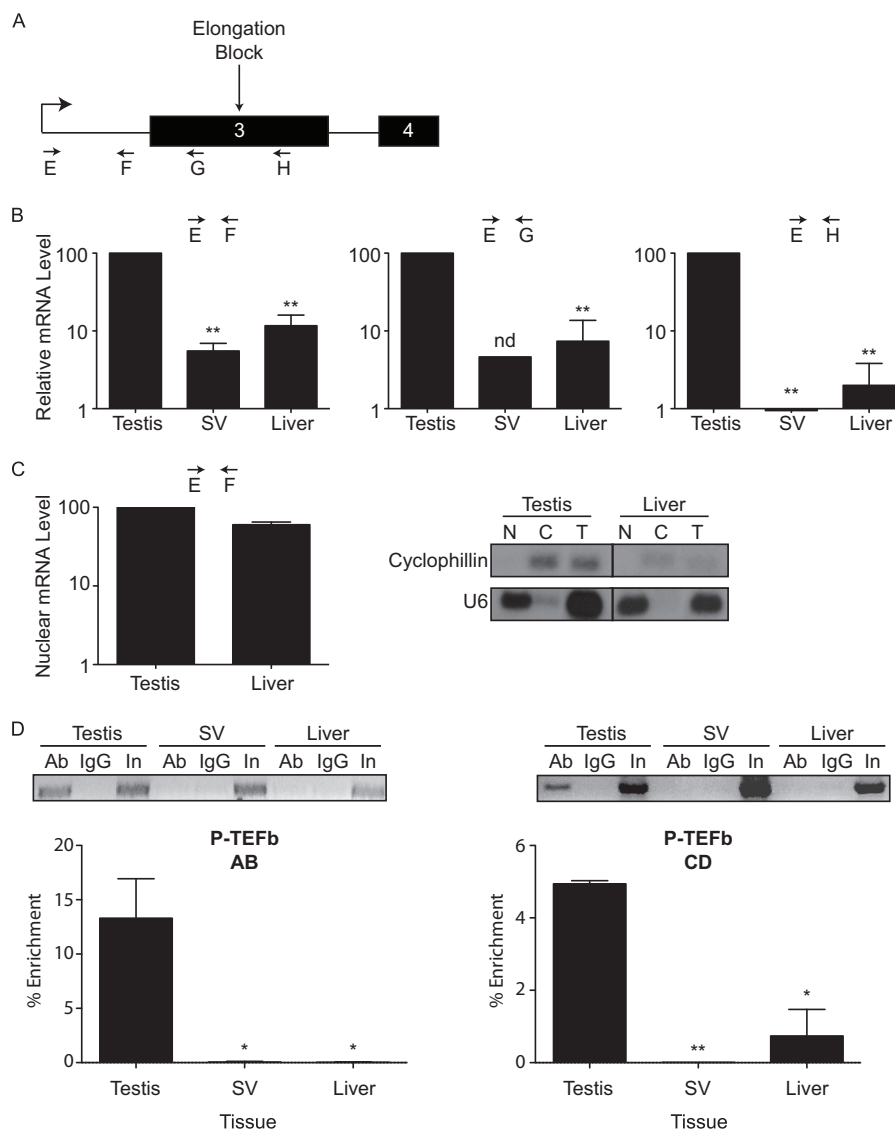 A
Elongation
Block
3
4
E
F
G
H
B
E F
E G
E H
Relative mRNA Level
100
10
1
**
**
Testis SV Liver
100
10
1
nd
**
Testis SV Liver
100
10
1
**
**
Testis SV Liver
C
E F
Nuclear mRNA Level
100
10
1
Testis Liver
Testis Liver
N C T N C T
Cyclophillin
U6
D
Testis SV Liver
Ab IgG In Ab IgG In Ab IgG In
P-TEFb
AB
% Enrichment
20
15
10
5
0
*
*
Testis SV Liver
Tissue
Testis SV Liver
Ab IgG In Ab IgG In Ab IgG In
P-TEFb
CD
% Enrichment
6
4
2
0
**
*
Testis SV Liver
Tissue